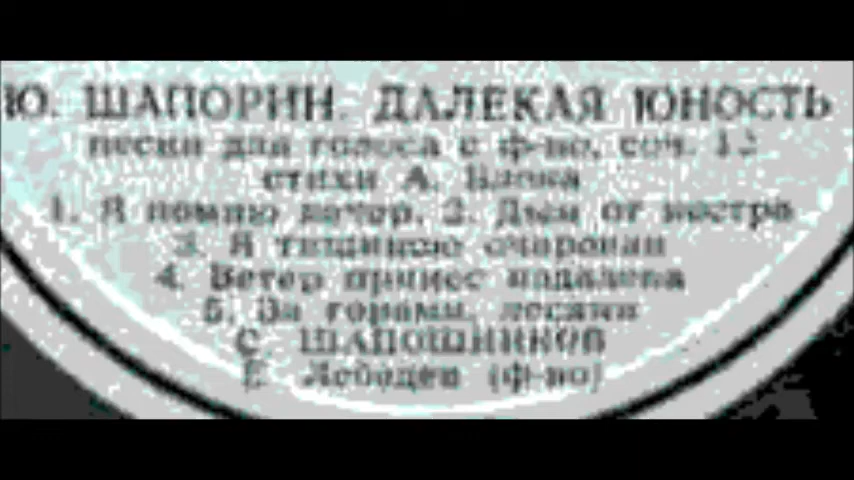 Ю. ШАПОРИН. ДАЛЕКАЯ ЮНОСТЬ
песни для голоса с ф-но, соч. 12
стихи А. Блока
1. Я помню вечер. 2. Дым от костра
3. Я тишиною очарован
4. Ветер принес издалека
5. За горами, лесами
С. ШАПОШНИКОВ
Е. Лебедев (ф-но)